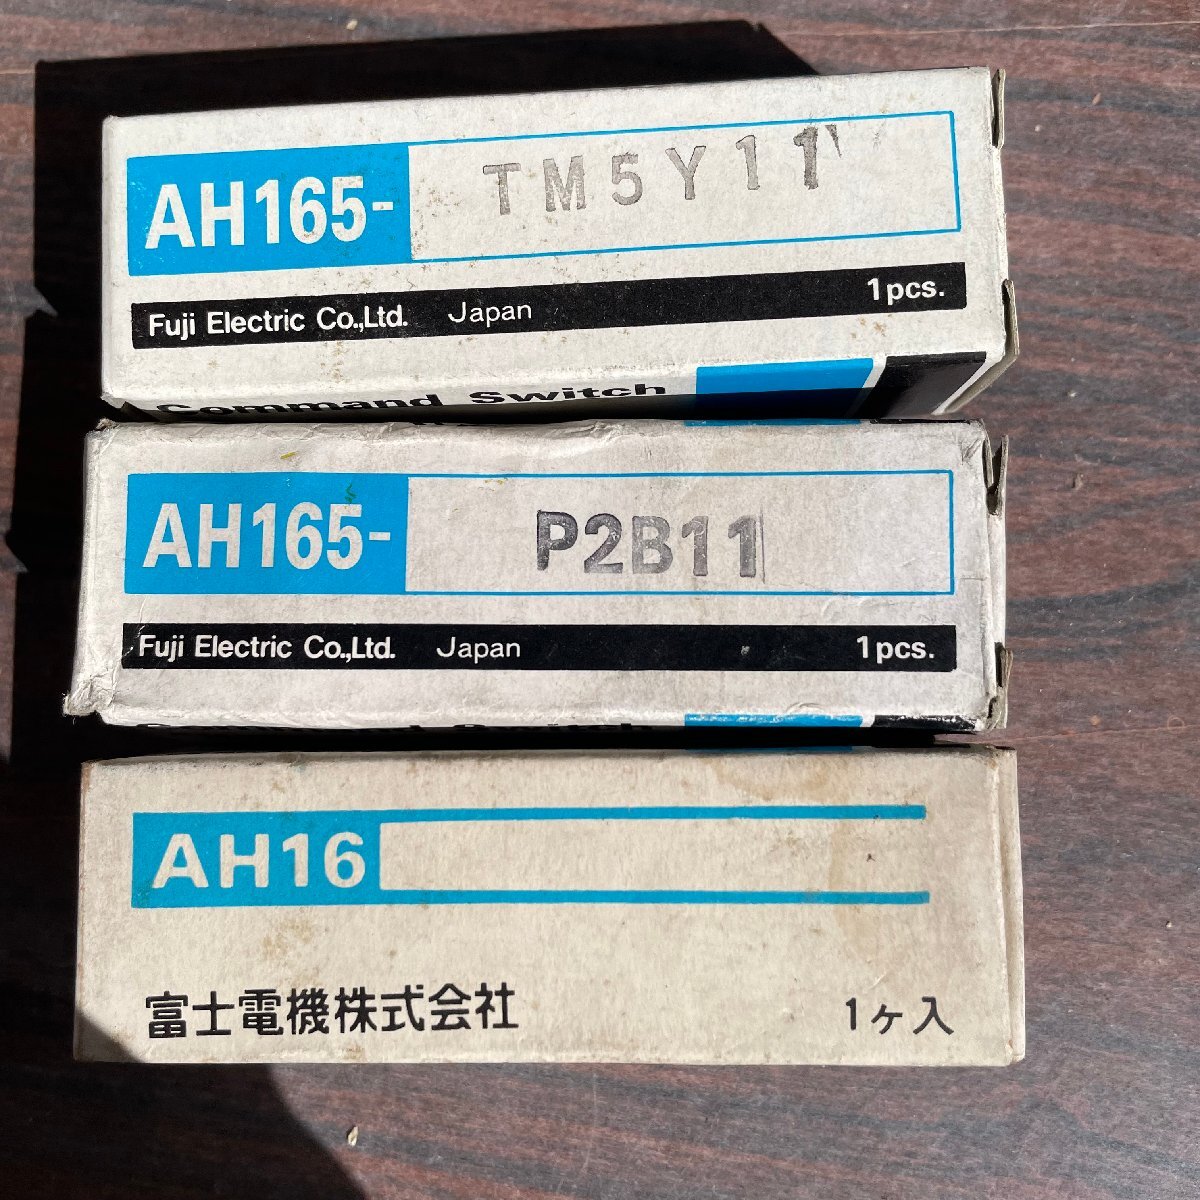 AH165- TM5Y11
Fuji Electric Co.,Ltd. Japan 1pcs.
Command Switch
AH165- P2B11
Fuji Electric Co.,Ltd. Japan 1pcs.
AH16
富士電機株式会社 1ヶ入